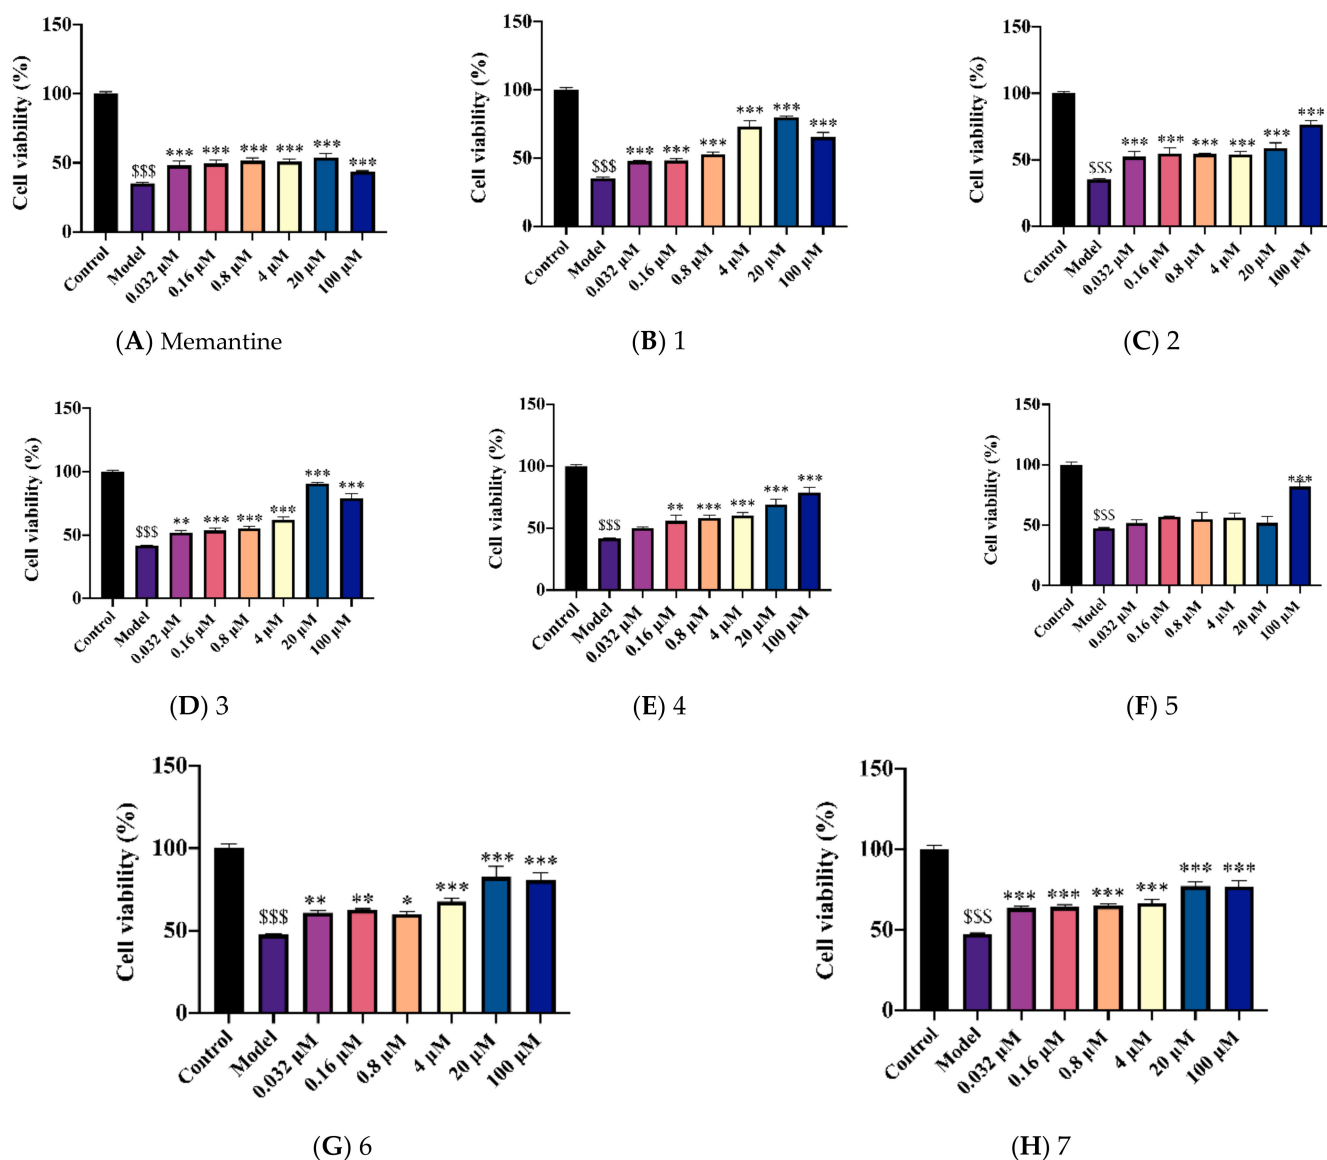 150
100
50
0
Cell viability (%)
$$$
***
***
***
***
***
***
Control
Model
0.032 µM
0.16 µM
0.8 µM
4 µM
20 µM
100 µM
(A) Memantine
150
100
50
0
Cell viability (%)
$$$
***
***
***
***
***
***
Control
Model
0.032 µM
0.16 µM
0.8 µM
4 µM
20 µM
100 µM
(B) 1
150
100
50
0
Cell viability (%)
$$$
***
***
***
***
***
***
Control
Model
0.032 µM
0.16 µM
0.8 µM
4 µM
20 µM
100 µM
(C) 2
150
100
50
0
Cell viability (%)
$$$
**
***
***
***
***
***
Control
Model
0.032 µM
0.16 µM
0.8 µM
4 µM
20 µM
100 µM
(D) 3
150
100
50
0
Cell viability (%)
$$$
**
***
***
***
***
Control
Model
0.032 µM
0.16 µM
0.8 µM
4 µM
20 µM
100 µM
(E) 4
150
100
50
0
Cell viability (%)
$$$
***
Control
Model
0.032 µM
0.16 µM
0.8 µM
4 µM
20 µM
100 µM
(F) 5
150
100
50
0
Cell viability (%)
$$$
**
**
*
***
***
***
Control
Model
0.032 µM
0.16 µM
0.8 µM
4 µM
20 µM
100 µM
(G) 6
150
100
50
0
Cell viability (%)
$$$
***
***
***
***
***
***
Control
Model
0.032 µM
0.16 µM
0.8 µM
4 µM
20 µM
100 µM
(H) 7